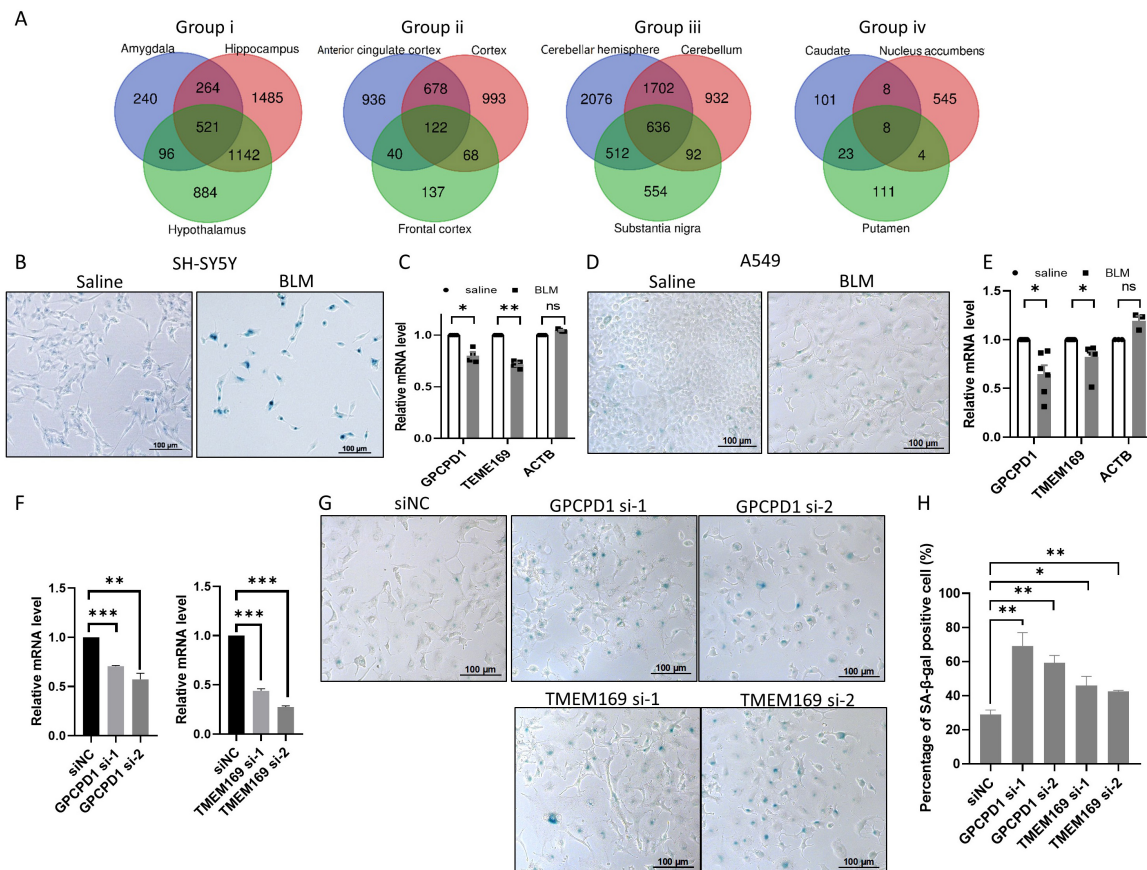 A
Group i
Group ii
Group iii
Group iv
Amygdala
Hippocampus
240
264
1485
521
96
1142
884
Hypothalamus
Anterior cingulate cortex
Cortex
936
678
993
122
40
68
137
Frontal cortex
Cerebellar hemisphere
Cerebellum
2076
1702
932
636
512
92
554
Substantia nigra
Caudate
Nucleus accumbens
101
8
545
8
23
4
111
Putamen
B
SH-SY5Y
Saline
BLM
100 μm
100 μm
C
saline
BLM
*
**
ns
Relative mRNA level
1.0
0.5
0.0
GPCPD1
TEME169
ACTB
D
A549
Saline
BLM
100 μm
100 μm
E
saline
BLM
*
*
ns
Relative mRNA level
1.5
1.0
0.5
0.0
GPCPD1
TMEM169
ACTB
F
Relative mRNA level
1.5
1.0
0.5
0.0
**
***
siNC
GPCPD1 si-1
GPCPD1 si-2
Relative mRNA level
1.5
1.0
0.5
0.0
***
***
siNC
TMEM169 si-1
TMEM169 si-2
G
siNC
GPCPD1 si-1
GPCPD1 si-2
100 μm
100 μm
100 μm
TMEM169 si-1
TMEM169 si-2
100 μm
100 μm
H
Percentage of SA-β-gal positive cell (%)
100
80
60
40
20
0
**
*
**
**
siNC
GPCPD1 si-1
GPCPD1 si-2
TMEM169 si-1
TMEM169 si-2